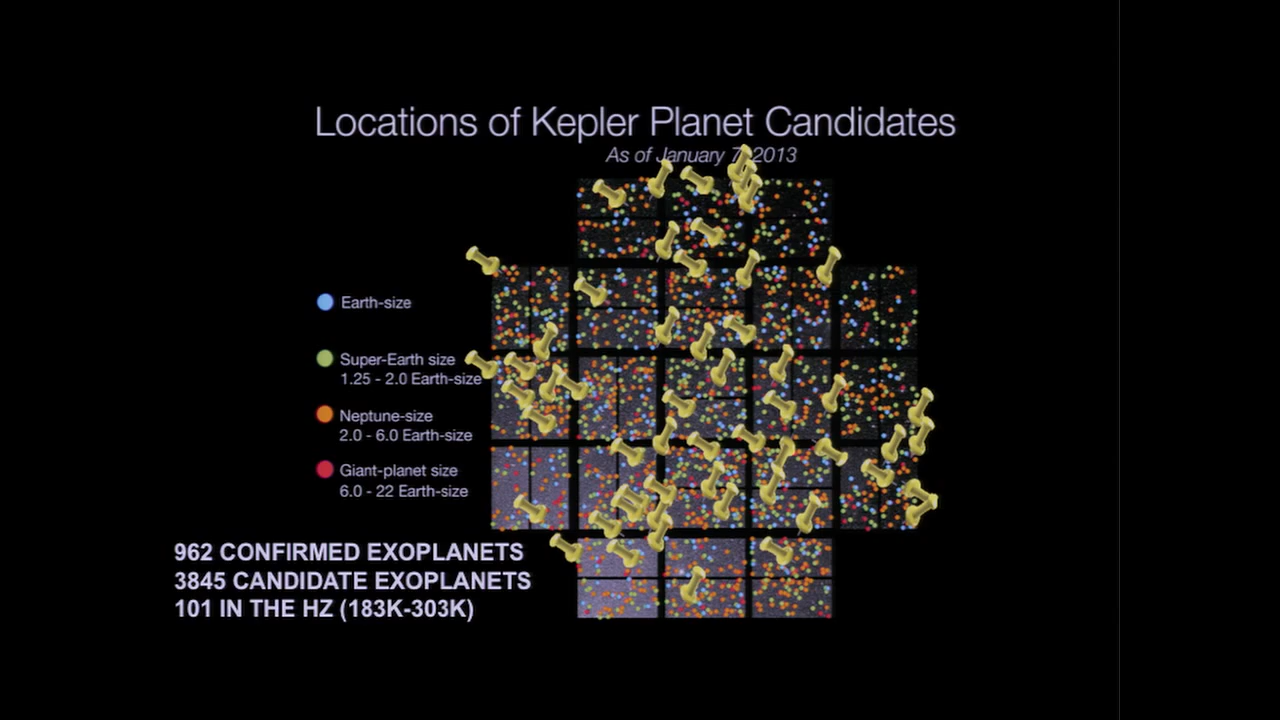 Locations of Kepler Planet Candidates
As of January 7, 2013
Earth-size
Super-Earth size
1.25 - 2.0 Earth-size
Neptune-size
2.0 - 6.0 Earth-size
Giant-planet size
6.0 - 22 Earth-size
962 CONFIRMED EXOPLANETS
3845 CANDIDATE EXOPLANETS
101 IN THE HZ (183K-303K)